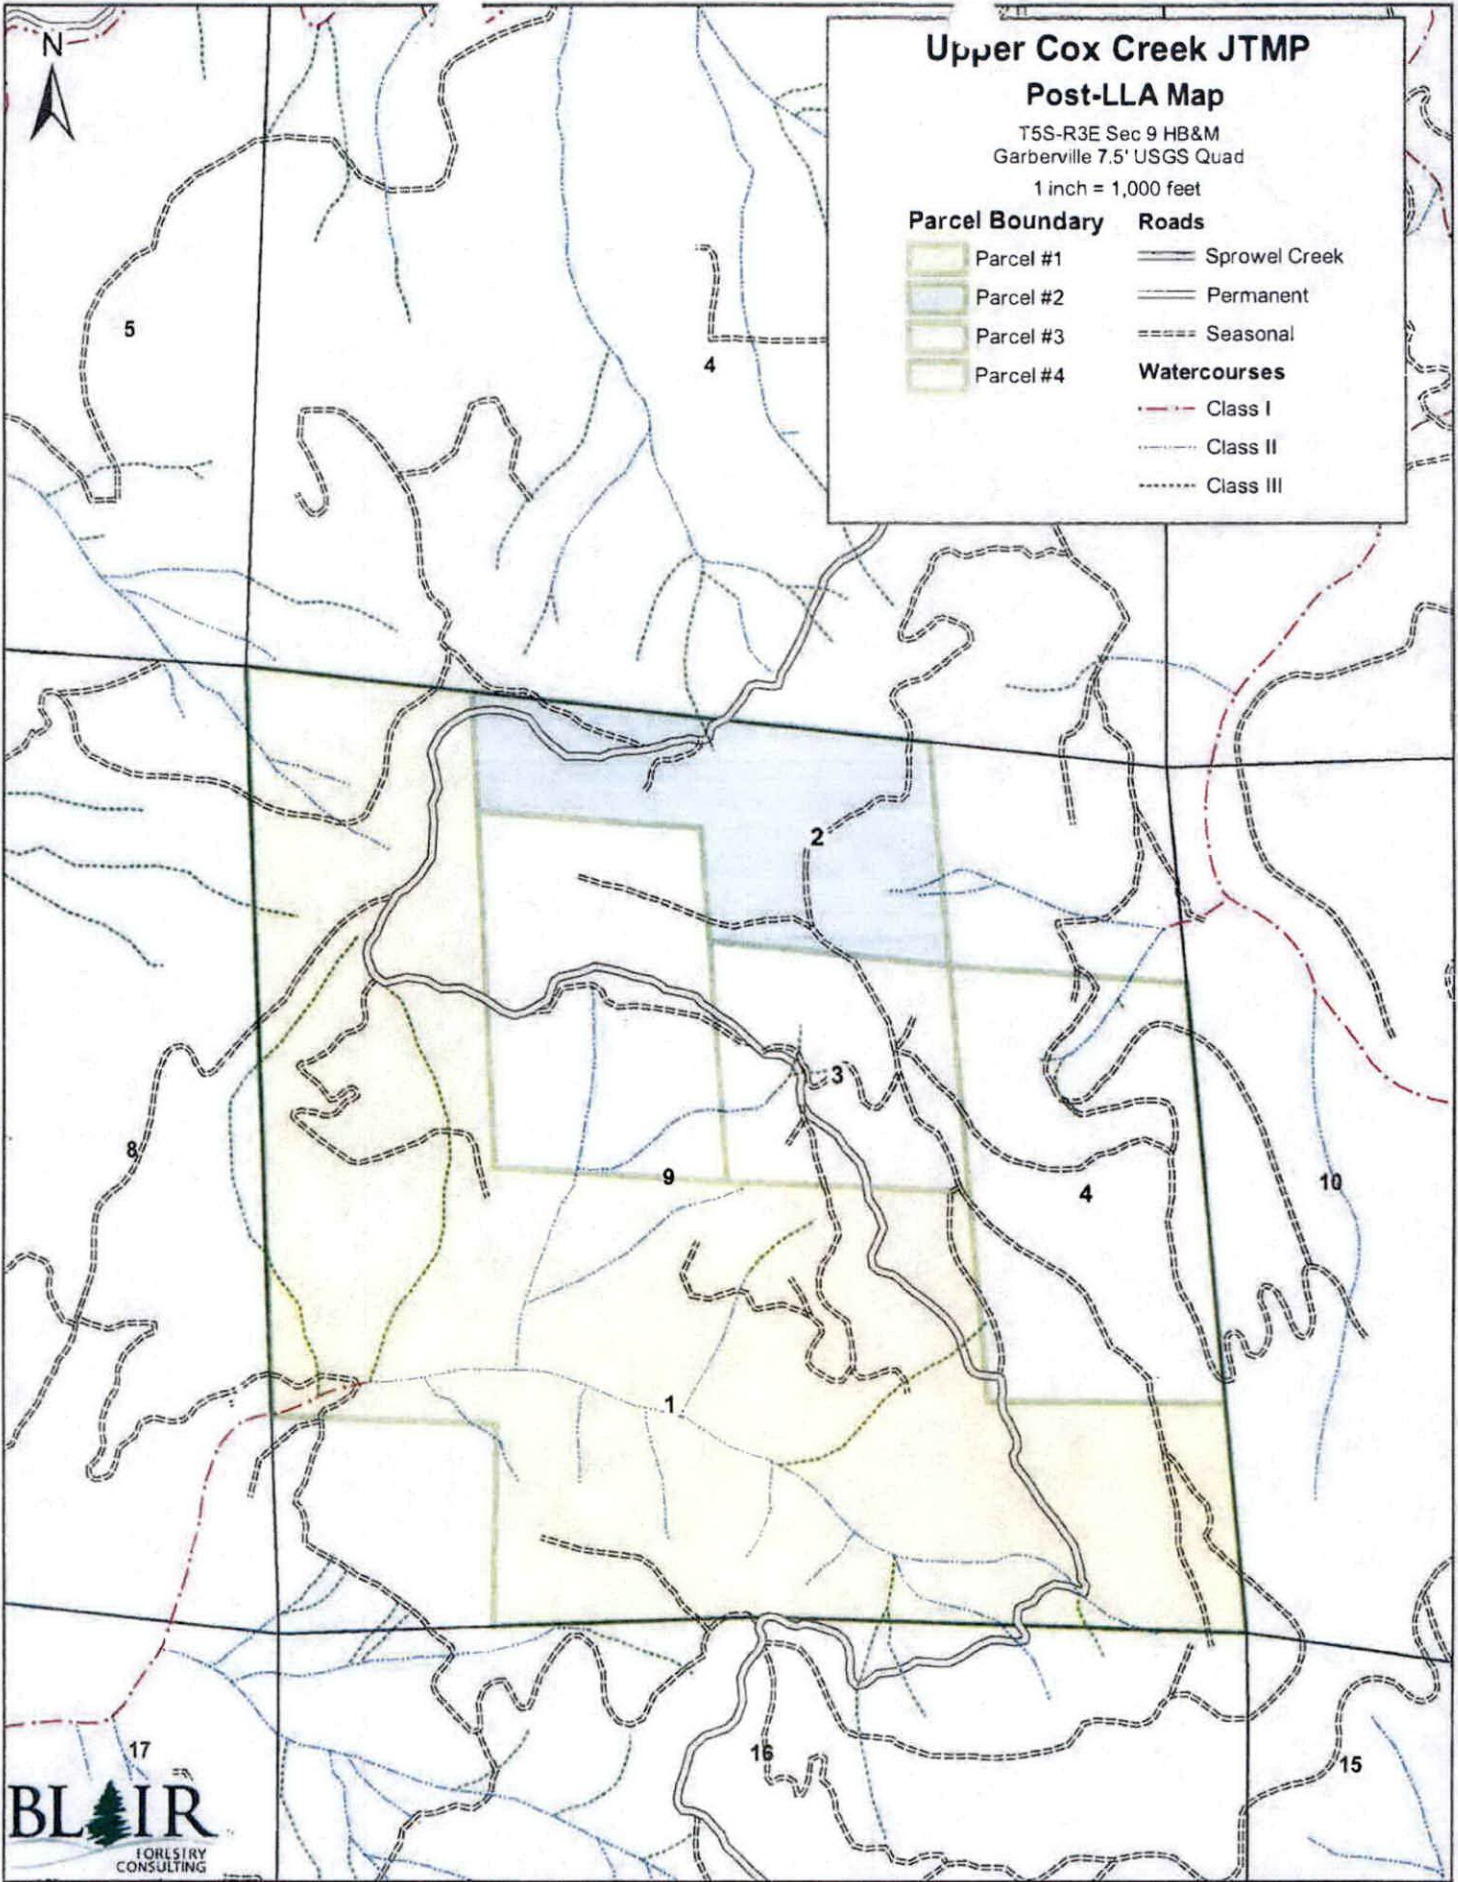 N
Upper Cox Creek JTMP
Post-LLA Map
T5S-R3E Sec 9 HB&M
Garberville 7.5' USGS Quad
1 inch = 1,000 feet
Parcel Boundary
Parcel #1
Parcel #2
Parcel #3
Parcel #4
Roads
Sprowel Creek
Permanent
Seasonal
Watercourses
Class I
Class II
Class III
5
4
2
3
8
9
4
10
1
17
16
15
BLAIR
FORESTRY
CONSULTING